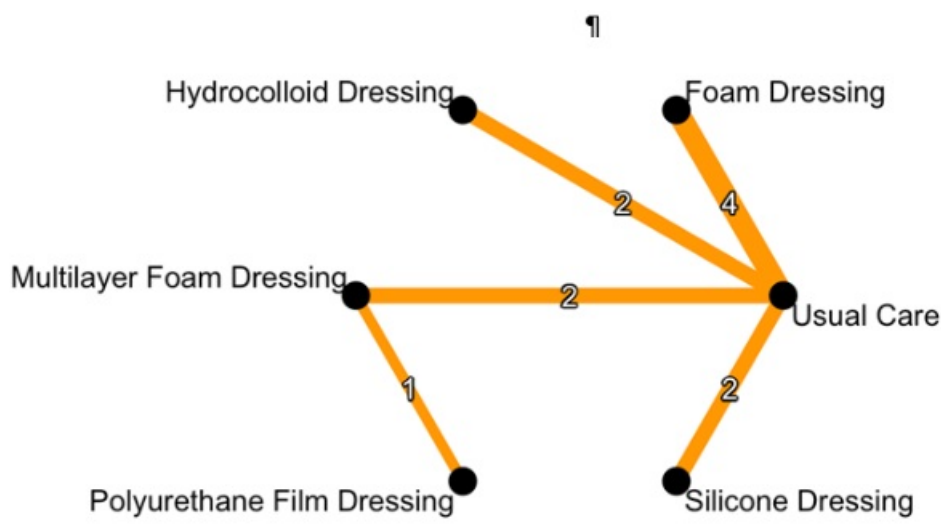 ¶
Hydrocolloid Dressing
Foam Dressing
2
4
Multilayer Foam Dressing
2
Usual Care
1
2
Polyurethane Film Dressing
Silicone Dressing